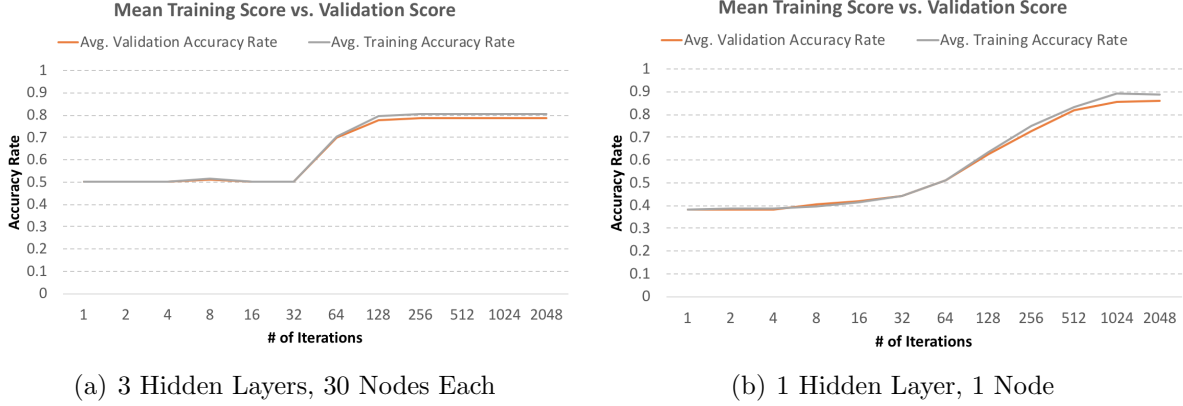 Mean Training Score vs. Validation Score
Avg. Validation Accuracy Rate
Avg. Training Accuracy Rate
Accuracy Rate
1
0.9
0.8
0.7
0.6
0.5
0.4
0.3
0.2
0.1
0
1 2 4 8 16 32 64 128 256 512 1024 2048
# of Iterations
(a) 3 Hidden Layers, 30 Nodes Each
Mean Training Score vs. Validation Score
Avg. Validation Accuracy Rate
Avg. Training Accuracy Rate
Accuracy Rate
1
0.9
0.8
0.7
0.6
0.5
0.4
0.3
0.2
0.1
0
1 2 4 8 16 32 64 128 256 512 1024 2048
# of Iterations
(b) 1 Hidden Layer, 1 Node